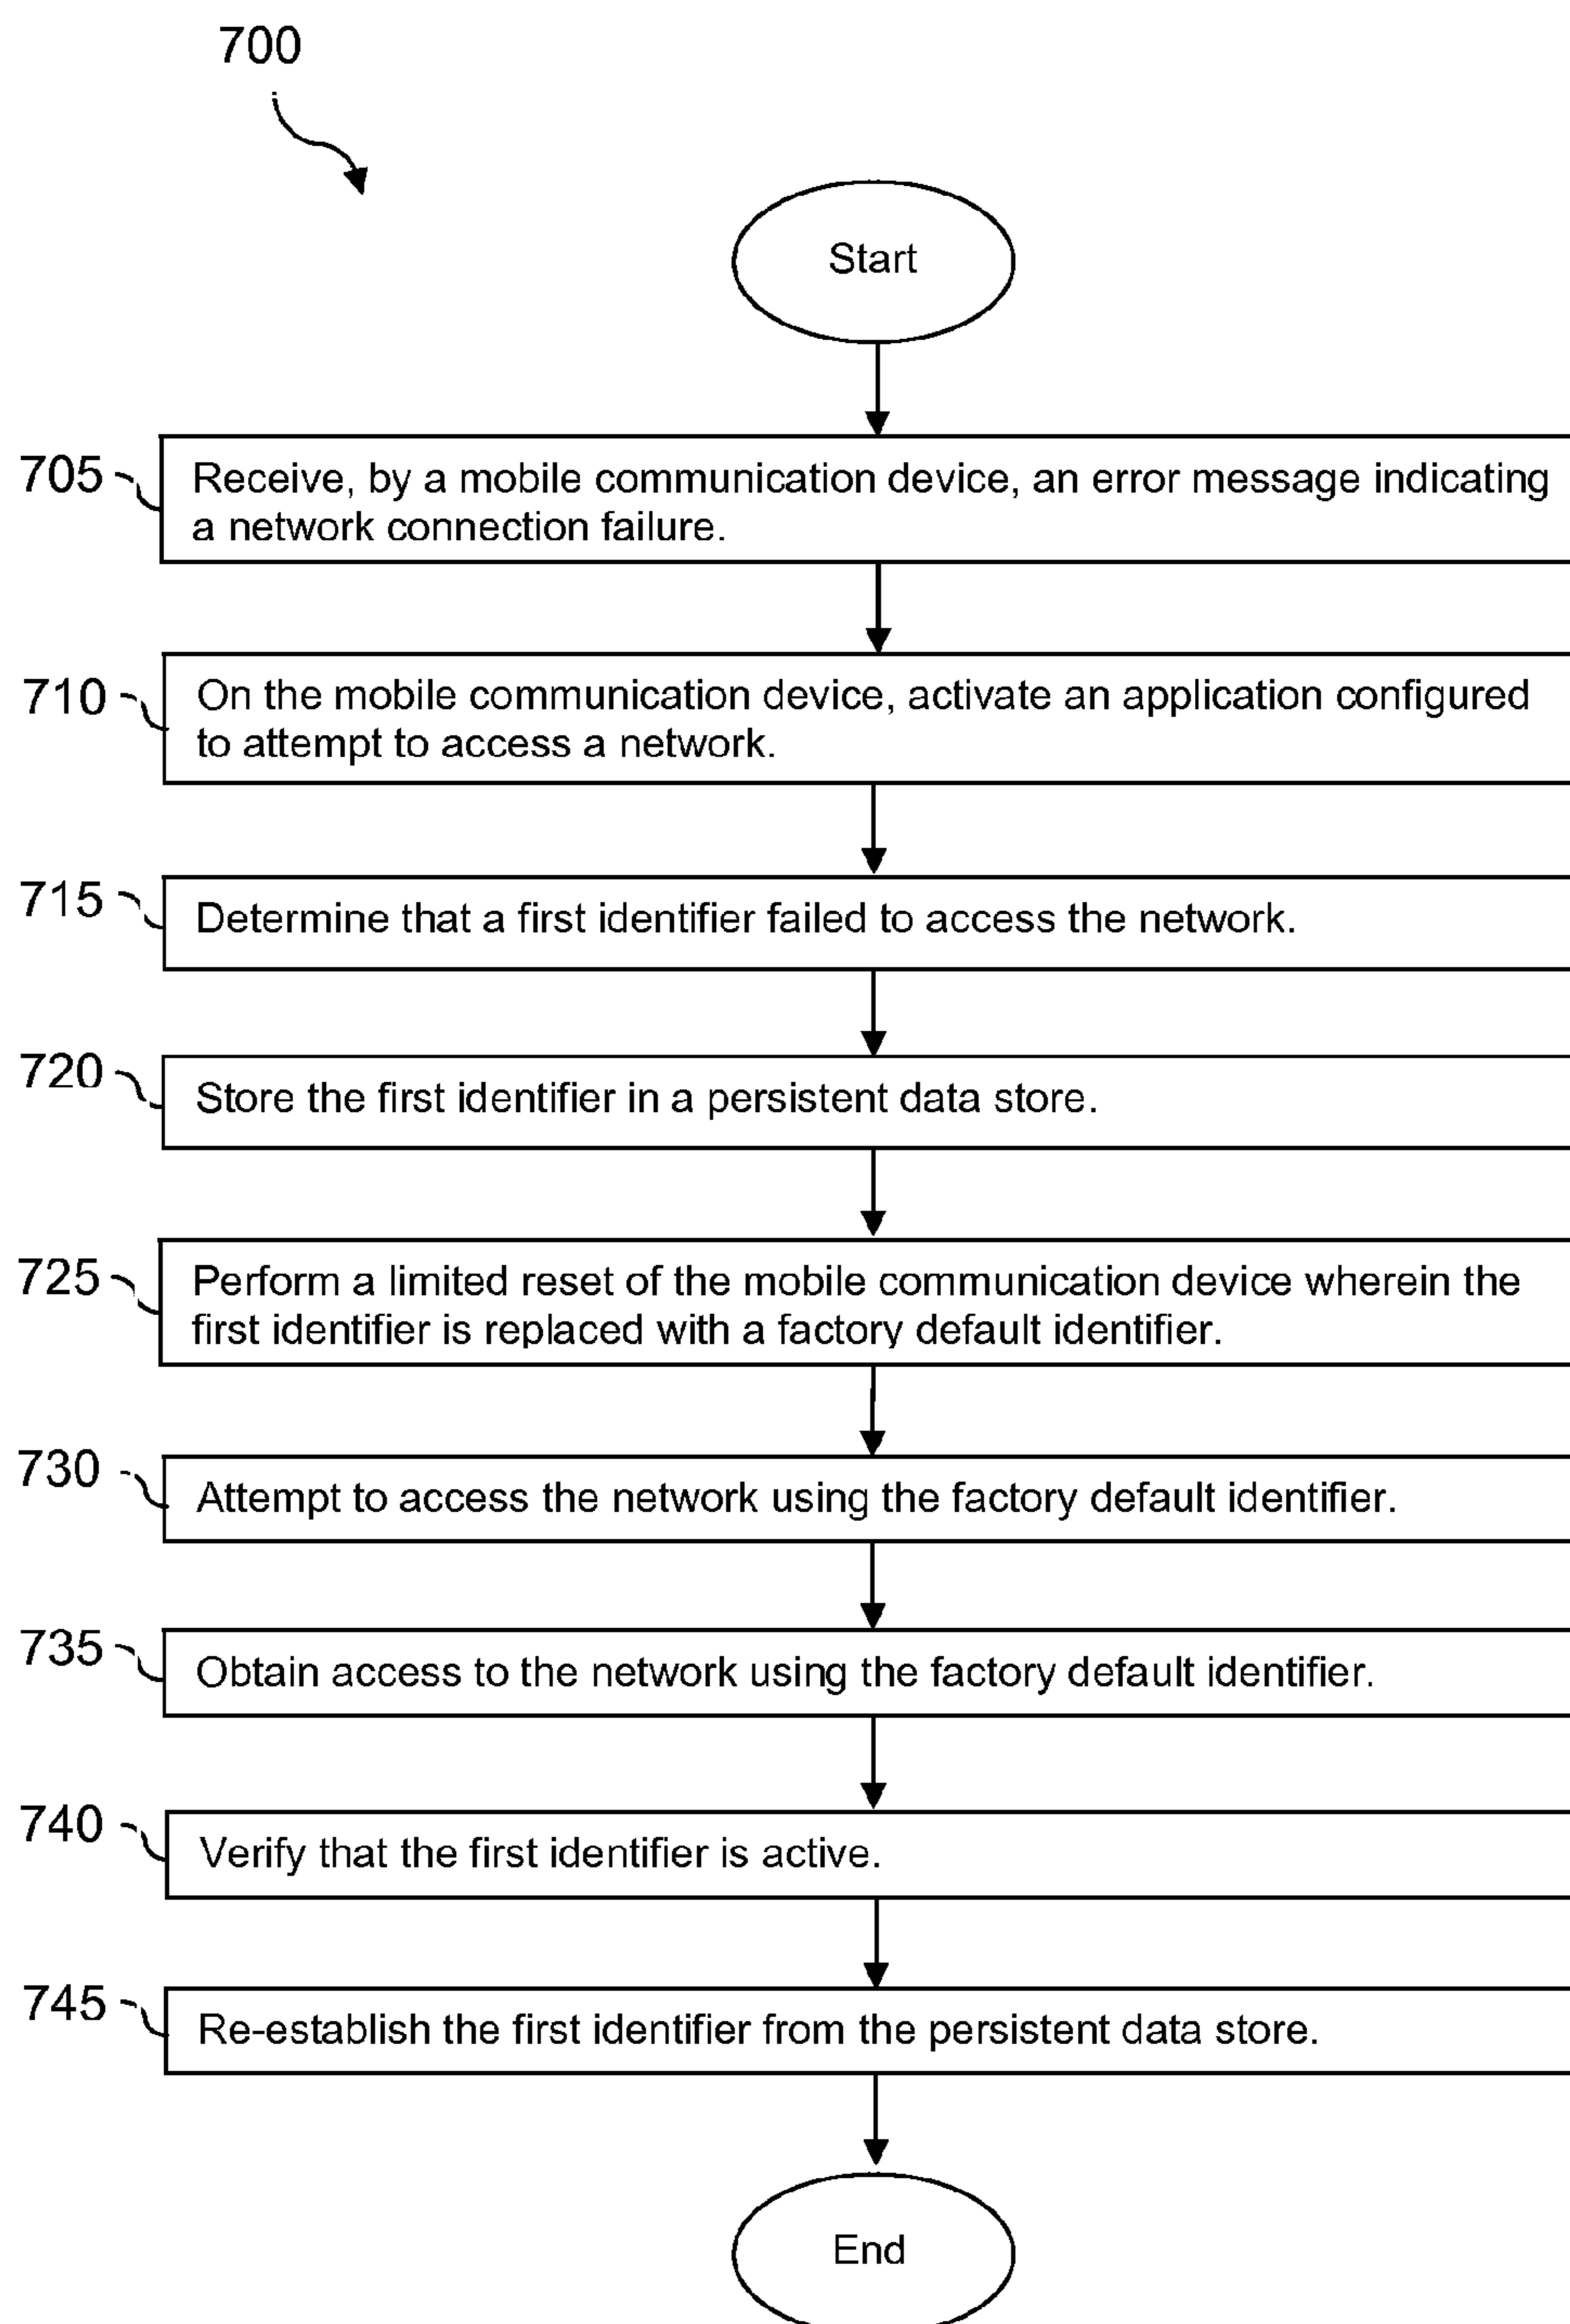 700
Start
705
Receive, by a mobile communication device, an error message indicating
a network connection failure.
710
On the mobile communication device, activate an application configured
to attempt to access a network.
715
Determine that a first identifier failed to access the network.
720
Store the first identifier in a persistent data store.
725
Perform a limited reset of the mobile communication device wherein the
first identifier is replaced with a factory default identifier.
730
Attempt to access the network using the factory default identifier.
735
Obtain access to the network using the factory default identifier.
740
Verify that the first identifier is active.
745
Re-establish the first identifier from the persistent data store.
End